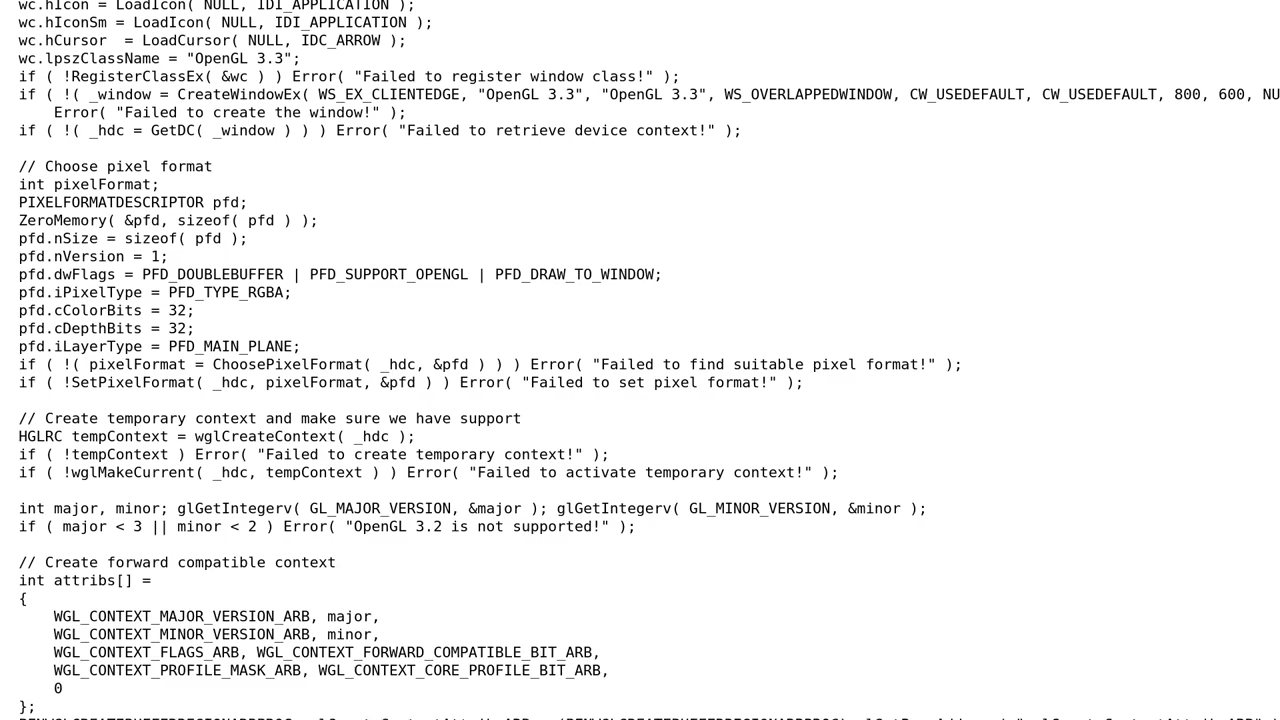 wc.hIcon = LoadIcon( NULL, IDI_APPLICATION );
wc.hIconSm = LoadIcon( NULL, IDI_APPLICATION );
wc.hCursor  = LoadCursor( NULL, IDC_ARROW );
wc.lpszClassName = "OpenGL 3.3";
if ( !RegisterClassEx( &wc ) ) Error( "Failed to register window class!" );
if ( !( _window = CreateWindowEx( WS_EX_CLIENTEDGE, "OpenGL 3.3", "OpenGL 3.3", WS_OVERLAPPEDWINDOW, CW_USEDEFAULT, CW_USEDEFAULT, 800, 600, NU
    Error( "Failed to create the window!" );
if ( !( _hdc = GetDC( _window ) ) ) Error( "Failed to retrieve device context!" );

// Choose pixel format
int pixelFormat;
PIXELFORMATDESCRIPTOR pfd;
ZeroMemory( &pfd, sizeof( pfd ) );
pfd.nSize = sizeof( pfd );
pfd.nVersion = 1;
pfd.dwFlags = PFD_DOUBLEBUFFER | PFD_SUPPORT_OPENGL | PFD_DRAW_TO_WINDOW;
pfd.iPixelType = PFD_TYPE_RGBA;
pfd.cColorBits = 32;
pfd.cDepthBits = 32;
pfd.iLayerType = PFD_MAIN_PLANE;
if ( !( pixelFormat = ChoosePixelFormat( _hdc, &pfd ) ) ) Error( "Failed to find suitable pixel format!" );
if ( !SetPixelFormat( _hdc, pixelFormat, &pfd ) ) Error( "Failed to set pixel format!" );

// Create temporary context and make sure we have support
HGLRC tempContext = wglCreateContext( _hdc );
if ( !tempContext ) Error( "Failed to create temporary context!" );
if ( !wglMakeCurrent( _hdc, tempContext ) ) Error( "Failed to activate temporary context!" );

int major, minor; glGetIntegerv( GL_MAJOR_VERSION, &major ); glGetIntegerv( GL_MINOR_VERSION, &minor );
if ( major < 3 || minor < 2 ) Error( "OpenGL 3.2 is not supported!" );

// Create forward compatible context
int attribs[] =
{
    WGL_CONTEXT_MAJOR_VERSION_ARB, major,
    WGL_CONTEXT_MINOR_VERSION_ARB, minor,
    WGL_CONTEXT_FLAGS_ARB, WGL_CONTEXT_FORWARD_COMPATIBLE_BIT_ARB,
    WGL_CONTEXT_PROFILE_MASK_ARB, WGL_CONTEXT_CORE_PROFILE_BIT_ARB,
    0
};